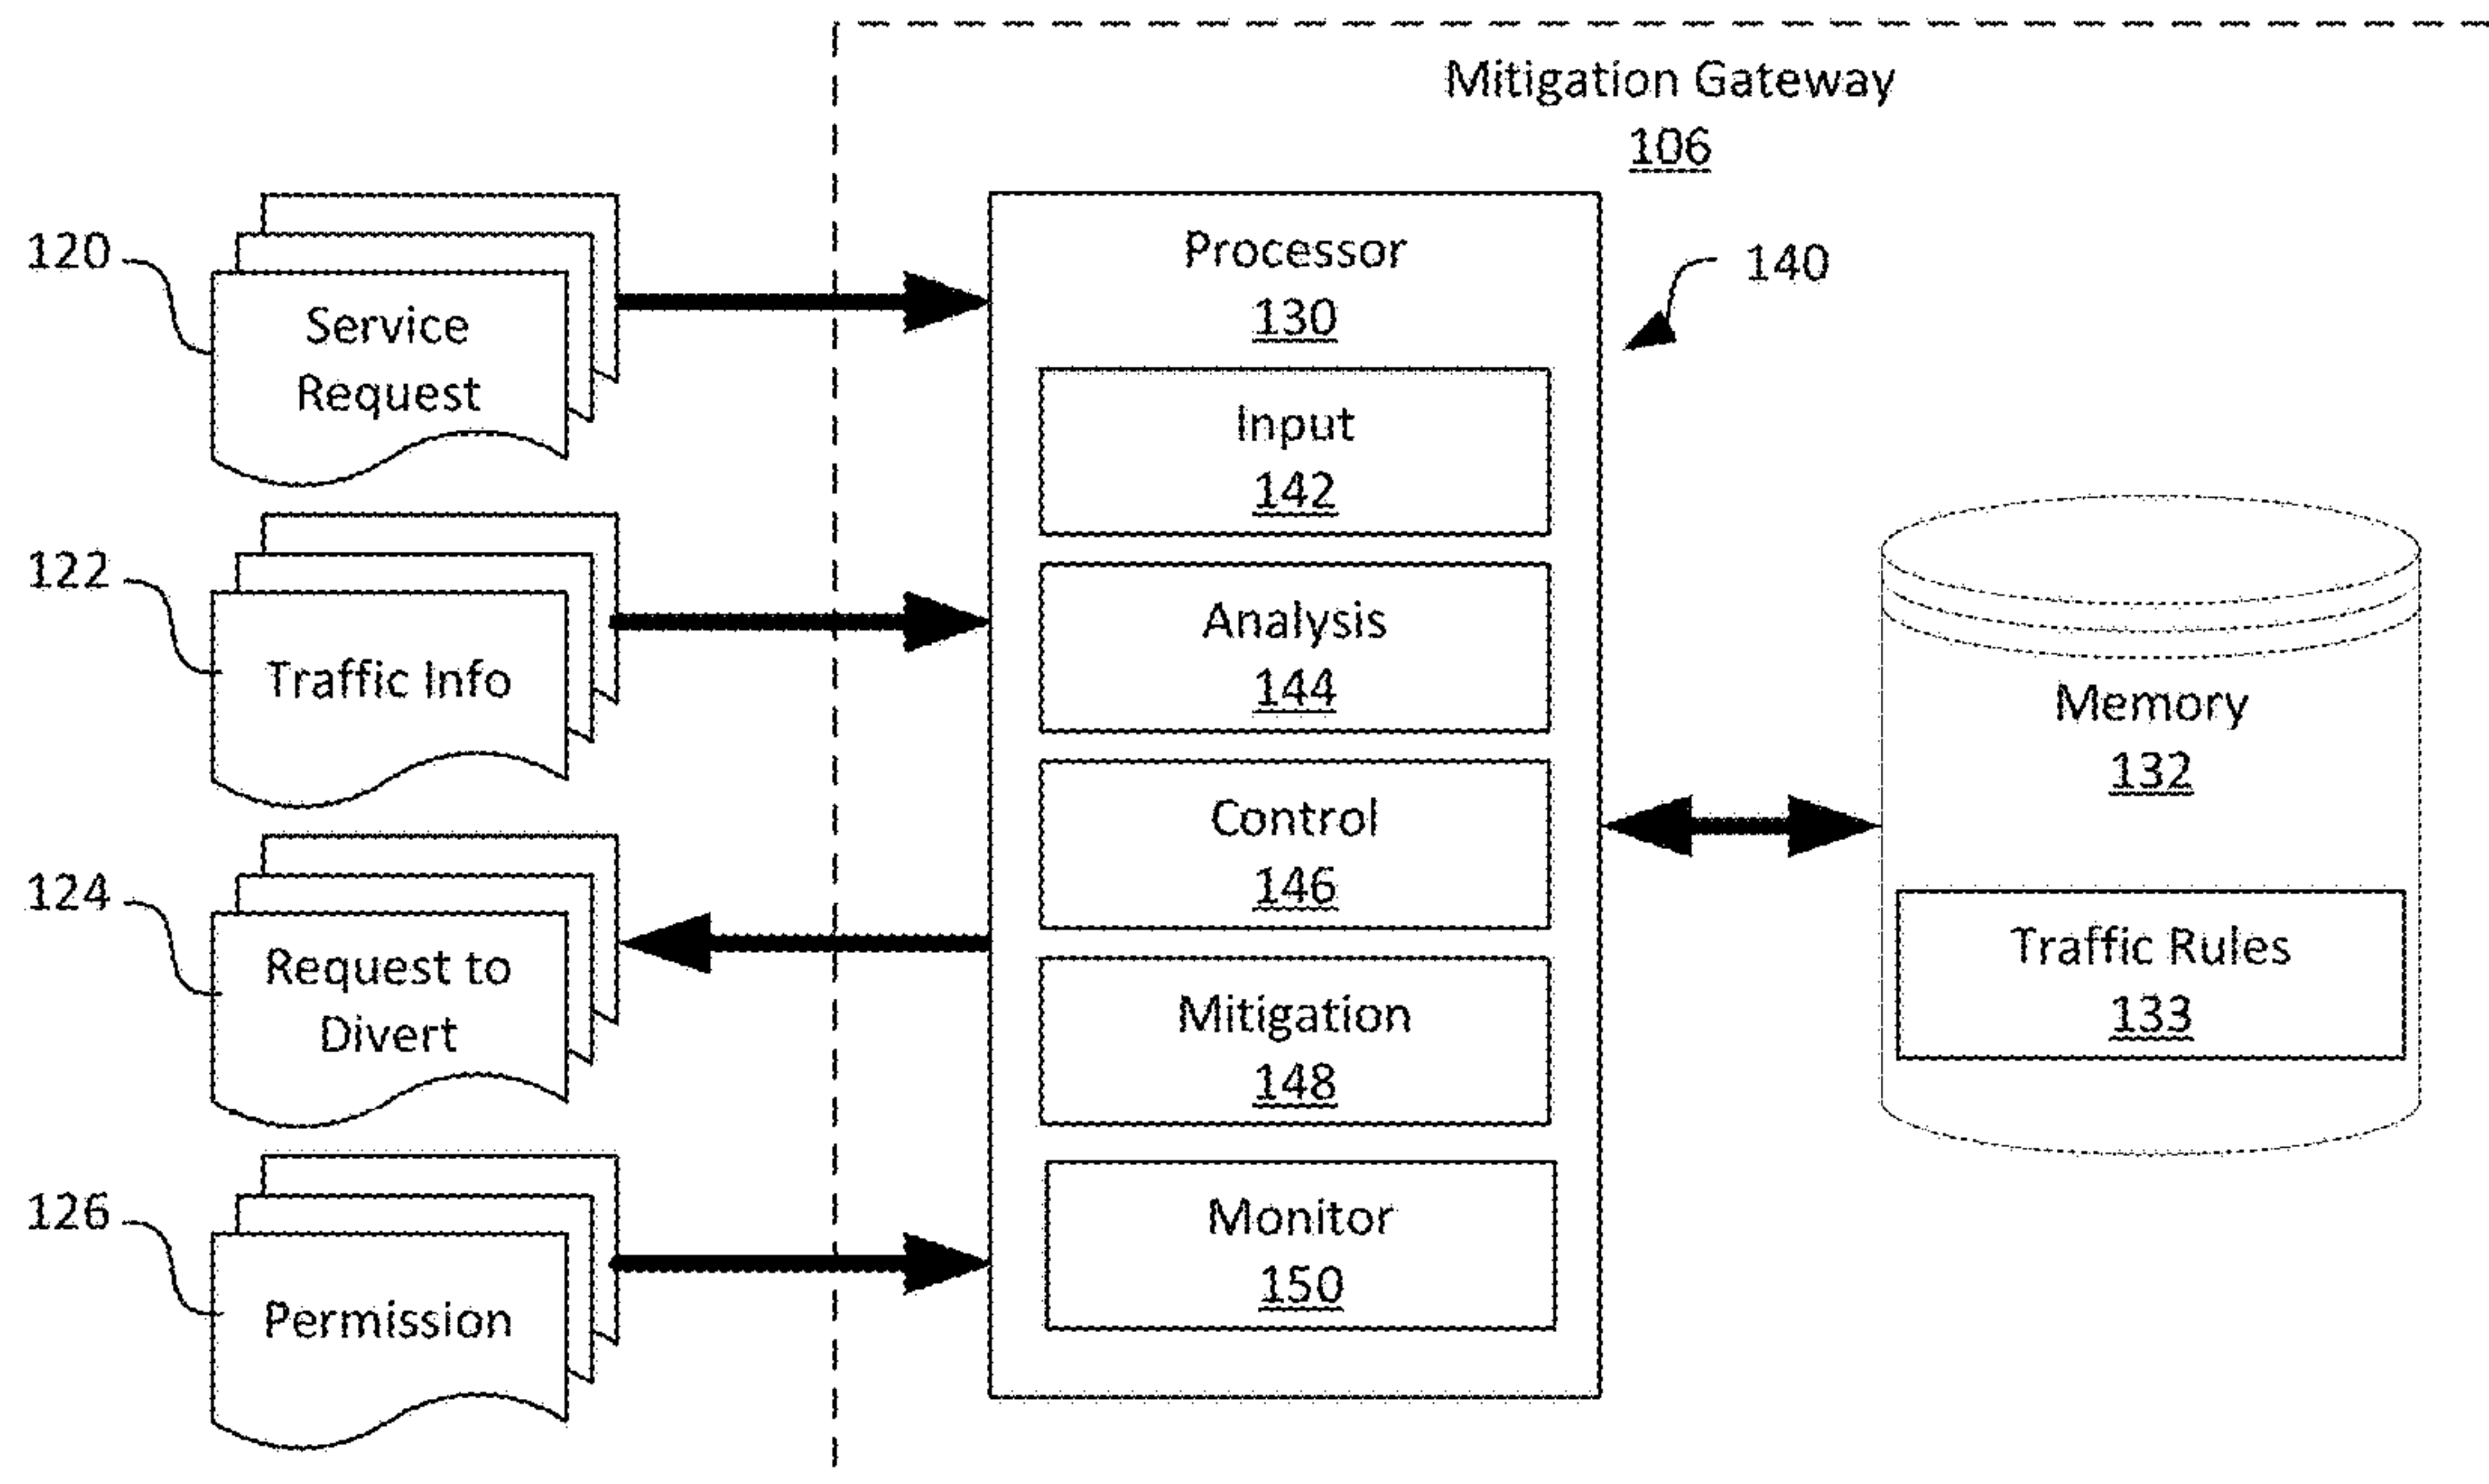 Mitigation Gateway
106
120
Service
Request
122
Traffic Info
124
Request to
Divert
126
Permission
Processor
130
140
Input
142
Analysis
144
Control
146
Mitigation
148
Monitor
150
Memory
132
Traffic Rules
133